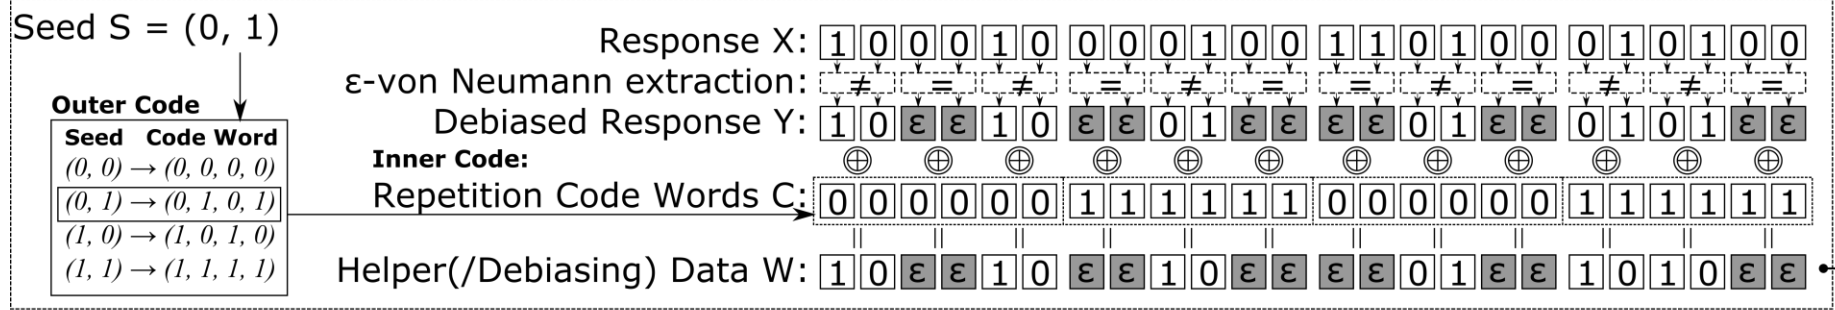 Seed S = (0, 1)
Response X: 1 0 0 0 1 0 0 0 0 1 0 0 1 1 0 1 0 0 0 1 0 1 0 0
ε-von Neumann extraction: ≠ = ≠ = ≠ = = ≠ = ≠ ≠ =
Debiased Response Y: 1 0 ε ε 1 0 ε ε 0 1 ε ε ε ε 0 1 ε ε 0 1 0 1 ε ε
⊕ ⊕ ⊕ ⊕ ⊕ ⊕ ⊕ ⊕ ⊕ ⊕ ⊕ ⊕
Inner Code:
Repetition Code Words C: 0 0 0 0 0 0 1 1 1 1 1 1 0 0 0 0 0 0 1 1 1 1 1 1
= = = = = = = = = = = =
Helper(/Debiasing) Data W: 1 0 ε ε 1 0 ε ε 1 0 ε ε ε ε 0 1 ε ε 1 0 1 0 ε ε
Outer Code
Seed Code Word
(0, 0) → (0, 0, 0, 0)
(0, 1) → (0, 1, 0, 1)
(1, 0) → (1, 0, 1, 0)
(1, 1) → (1, 1, 1, 1)